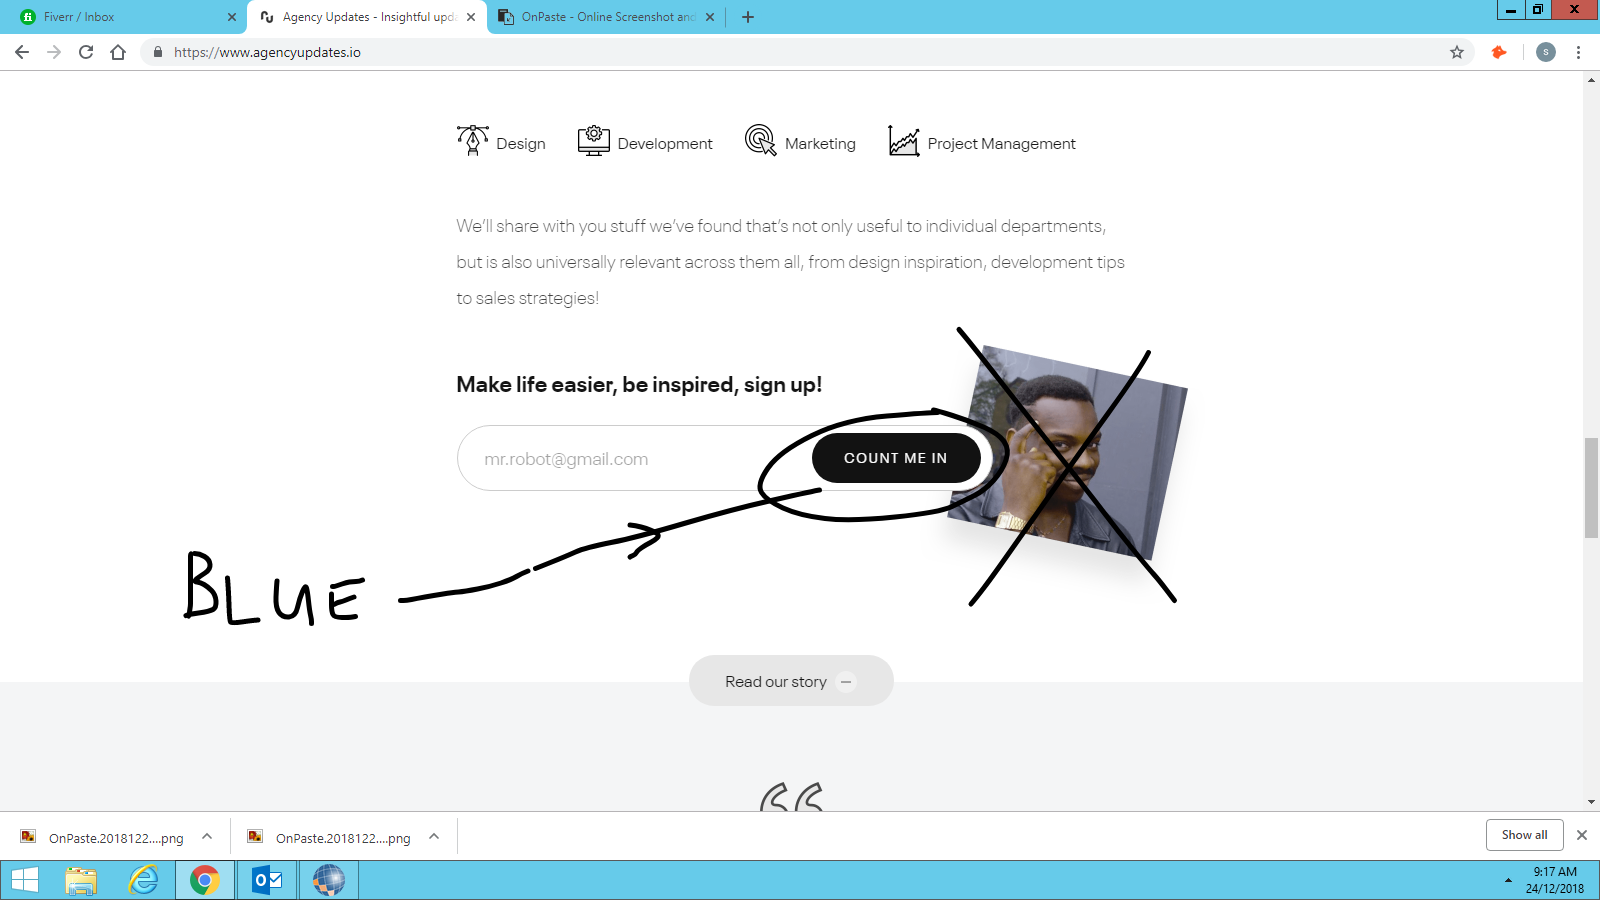 Fiverr / Inbox
Agency Updates - Insightful upda
OnPaste - Online Screenshot and
https://www.agencyupdates.io
s
Design
Development
Marketing
Project Management
We'll share with you stuff we've found that's not only useful to individual departments,
but is also universally relevant across them all, from design inspiration, development tips
to sales strategies!
Make life easier, be inspired, sign up!
mr.robot@gmail.com
COUNT ME IN
BLUE
Read our story
OnPaste.2018122....png
OnPaste.2018122....png
Show all
9:17 AM
24/12/2018